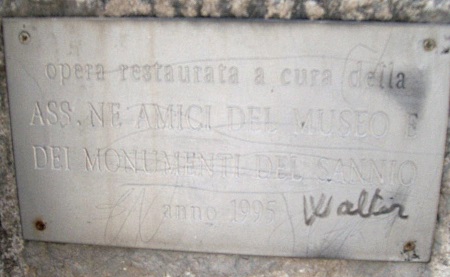 opera restaurata a cura della
ASS.NE AMICI DEL MUSEO E
DEI MONUMENTI DEL SANNIO
anno 1995 Walter